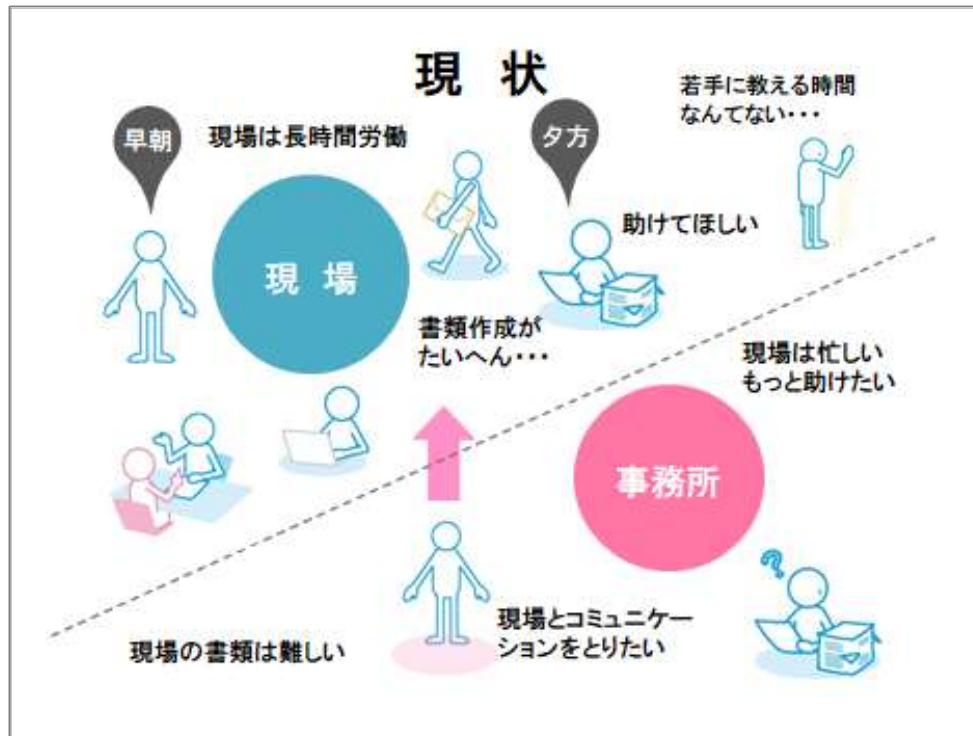 現 状
早朝
現場は長時間労働
夕方
若手に教える時間
なんてない・・・
助けてほしい
現 場
書類作成が
たいへん・・・
現場は忙しい
もっと助けたい
事務所
現場の書類は難しい
現場とコミュニケー
ションをとりたい
?